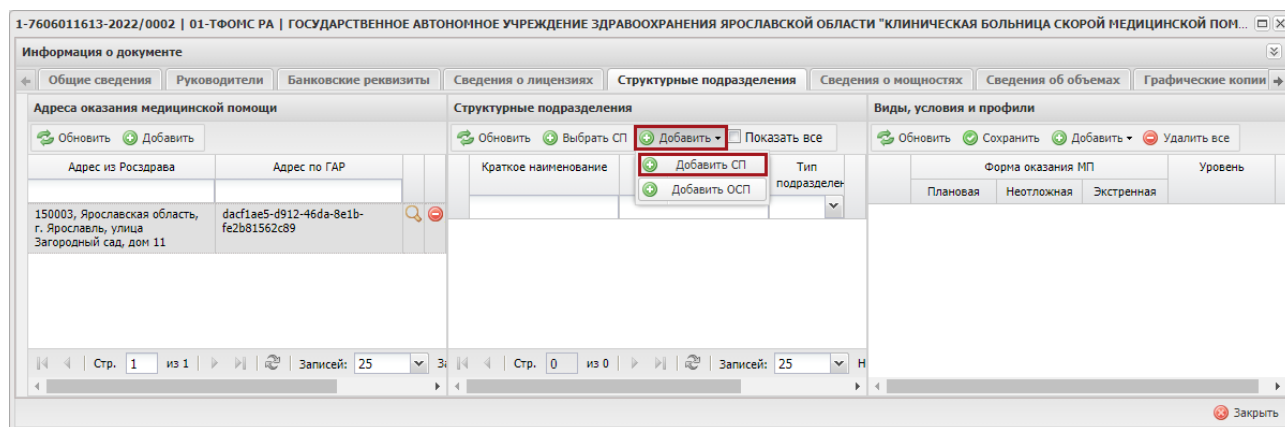 1-7606011613-2022/0002 | 01-ТФОМС РА | ГОСУДАРСТВЕННОЕ АВТОНОМНОЕ УЧРЕЖДЕНИЕ ЗДРАВООХРАНЕНИЯ ЯРОСЛАВСКОЙ ОБЛАСТИ "КЛИНИЧЕСКАЯ БОЛЬНИЦА СКОРОЙ МЕДИЦИНСКОЙ ПОМ...
Информация о документе
Общие сведения Руководители Банковские реквизиты Сведения о лицензиях Структурные подразделения Сведения о мощностях Сведения об объемах Графические копии
Адреса оказания медицинской помощи
Обновить Добавить
Адрес из Росздрава Адрес по ГАР
150003, Ярославская область, г. Ярославль, улица Загородный сад, дом 11
dacf1ae5-d912-46da-8e1b-fe2b81562c89
Стр. 1 из 1 Записей: 25 За
Структурные подразделения
Обновить Выбрать СП Добавить Показать все
Добавить СП
Добавить ОСП
Краткое наименование Тип подразделен
Стр. 0 из 0 Записей: 25 Н
Виды, условия и профили
Обновить Сохранить Добавить Удалить все
Форма оказания МП Уровень
Плановая Неотложная Экстренная
Закрыть